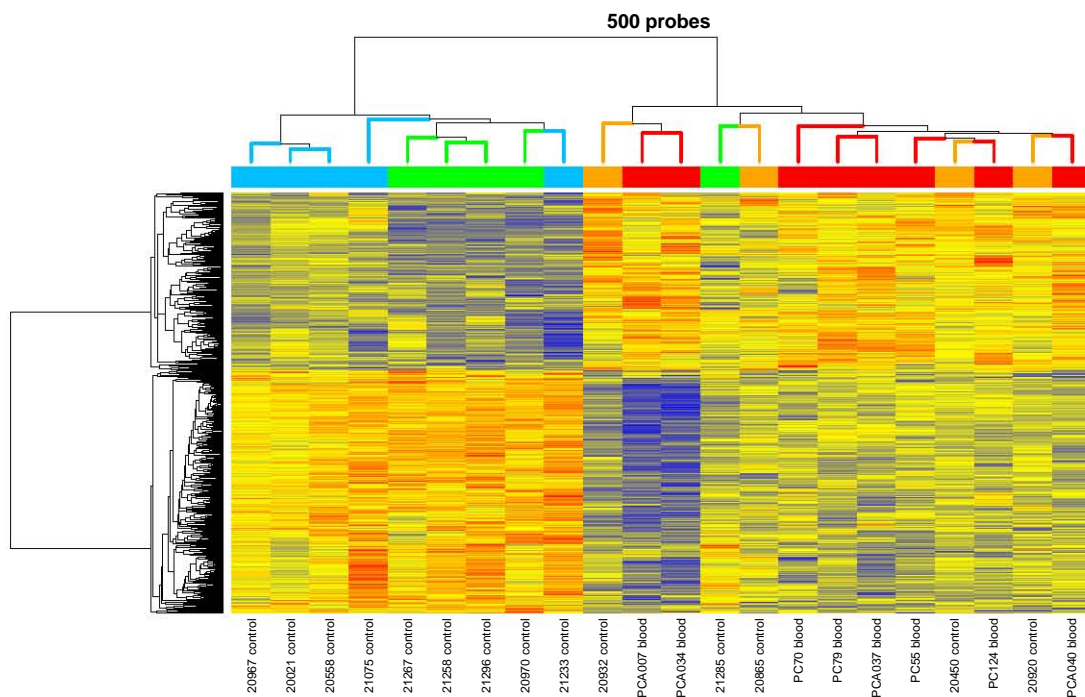 500 probes
20967 control
20021 control
20558 control
21075 control
21267 control
21258 control
21296 control
20970 control
21233 control
20932 control
PCA007 blood
PCA034 blood
21285 control
20865 control
PC70 blood
PC79 blood
PCA037 blood
PC55 blood
20450 control
PC124 blood
20920 control
PCA040 blood